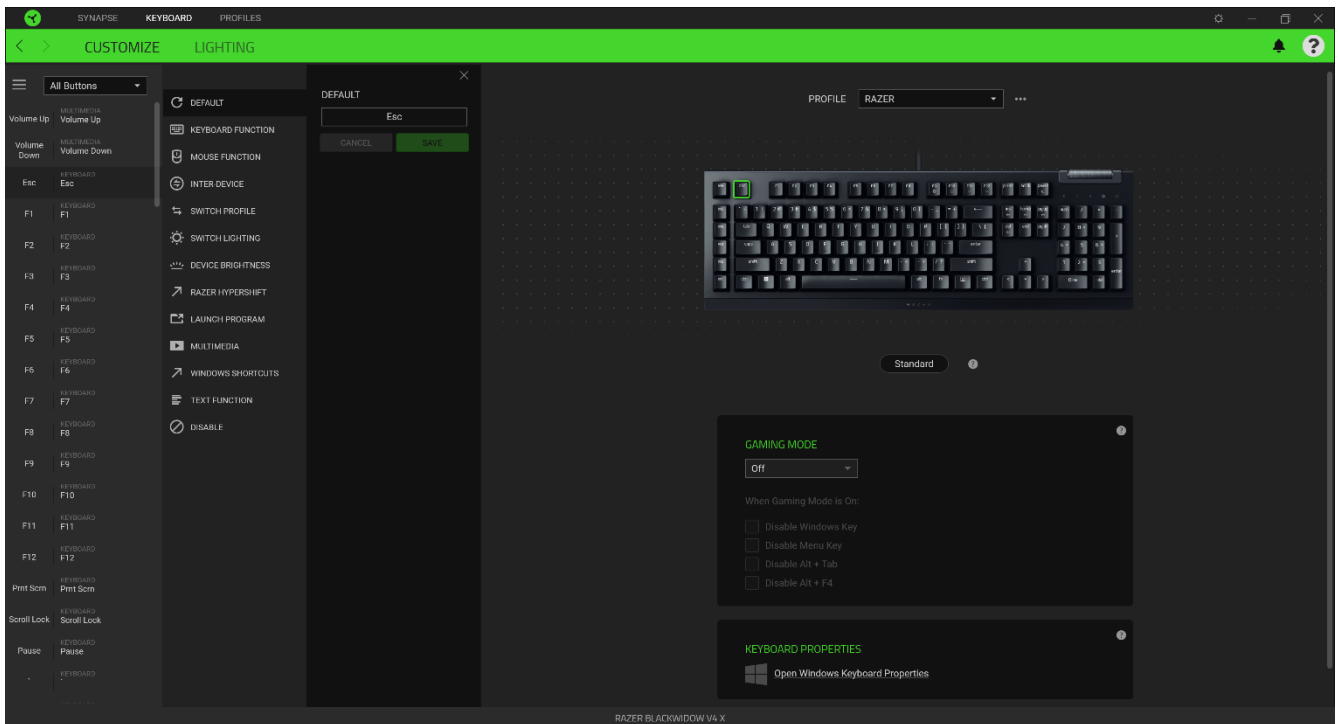 SYNAPSE KEYBOARD PROFILES
CUSTOMIZE LIGHTING
All Buttons
Volume Up MULTIMEDIA
Volume Up
Volume Down MULTIMEDIA
Volume Down
Esc KEYBOARD
Esc
F1 KEYBOARD
F1
F2 KEYBOARD
F2
F3 KEYBOARD
F3
F4 KEYBOARD
F4
F5 KEYBOARD
F5
F6 KEYBOARD
F6
F7 KEYBOARD
F7
F8 KEYBOARD
F8
F9 KEYBOARD
F9
F10 KEYBOARD
F10
F11 KEYBOARD
F11
F12 KEYBOARD
F12
Prnt Scrn KEYBOARD
Prnt Scrn
Scroll Lock KEYBOARD
Scroll Lock
Pause KEYBOARD
Pause
KEYBOARD
DEFAULT
KEYBOARD FUNCTION
MOUSE FUNCTION
INTER-DEVICE
SWITCH PROFILE
SWITCH LIGHTING
DEVICE BRIGHTNESS
RAZER HYPERSHIFT
LAUNCH PROGRAM
MULTIMEDIA
WINDOWS SHORTCUTS
TEXT FUNCTION
DISABLE
DEFAULT
Esc
CANCEL SAVE
PROFILE RAZER
Standard
GAMING MODE
Off
When Gaming Mode is On:
Disable Windows Key
Disable Menu Key
Disable Alt + Tab
Disable Alt + F4
KEYBOARD PROPERTIES
Open Windows Keyboard Properties
RAZER BLACKWIDOW V4 X